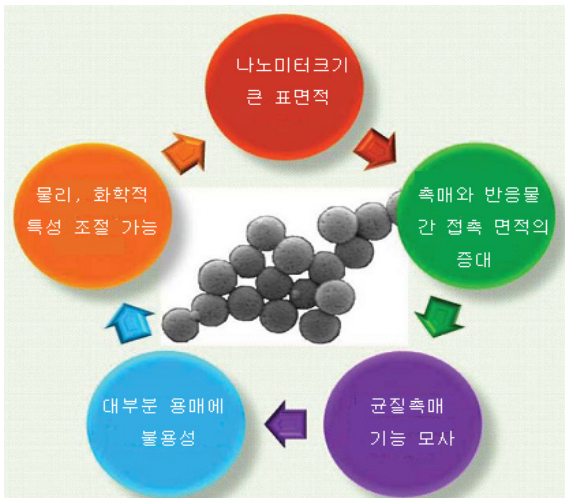 나노미터크기
큰 표면적
촉매와 반응물
간 접촉 면적의
증대
균질촉매
기능 모사
대부분 용매에
불용성
물리, 화학적
특성 조절 가능